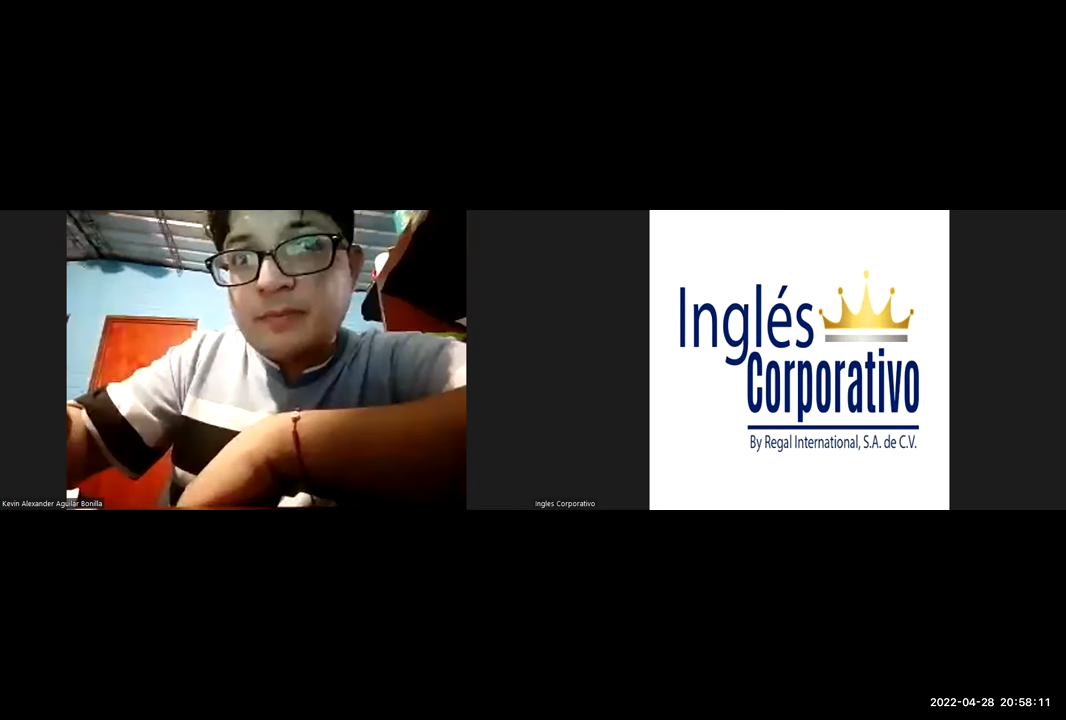 Inglés
Corporativo
By Regal International, S.A. de C.V.
Kevin Alexander Aguilar Bonilla
Ingles Corporativo
2022-04-28 20:58:11